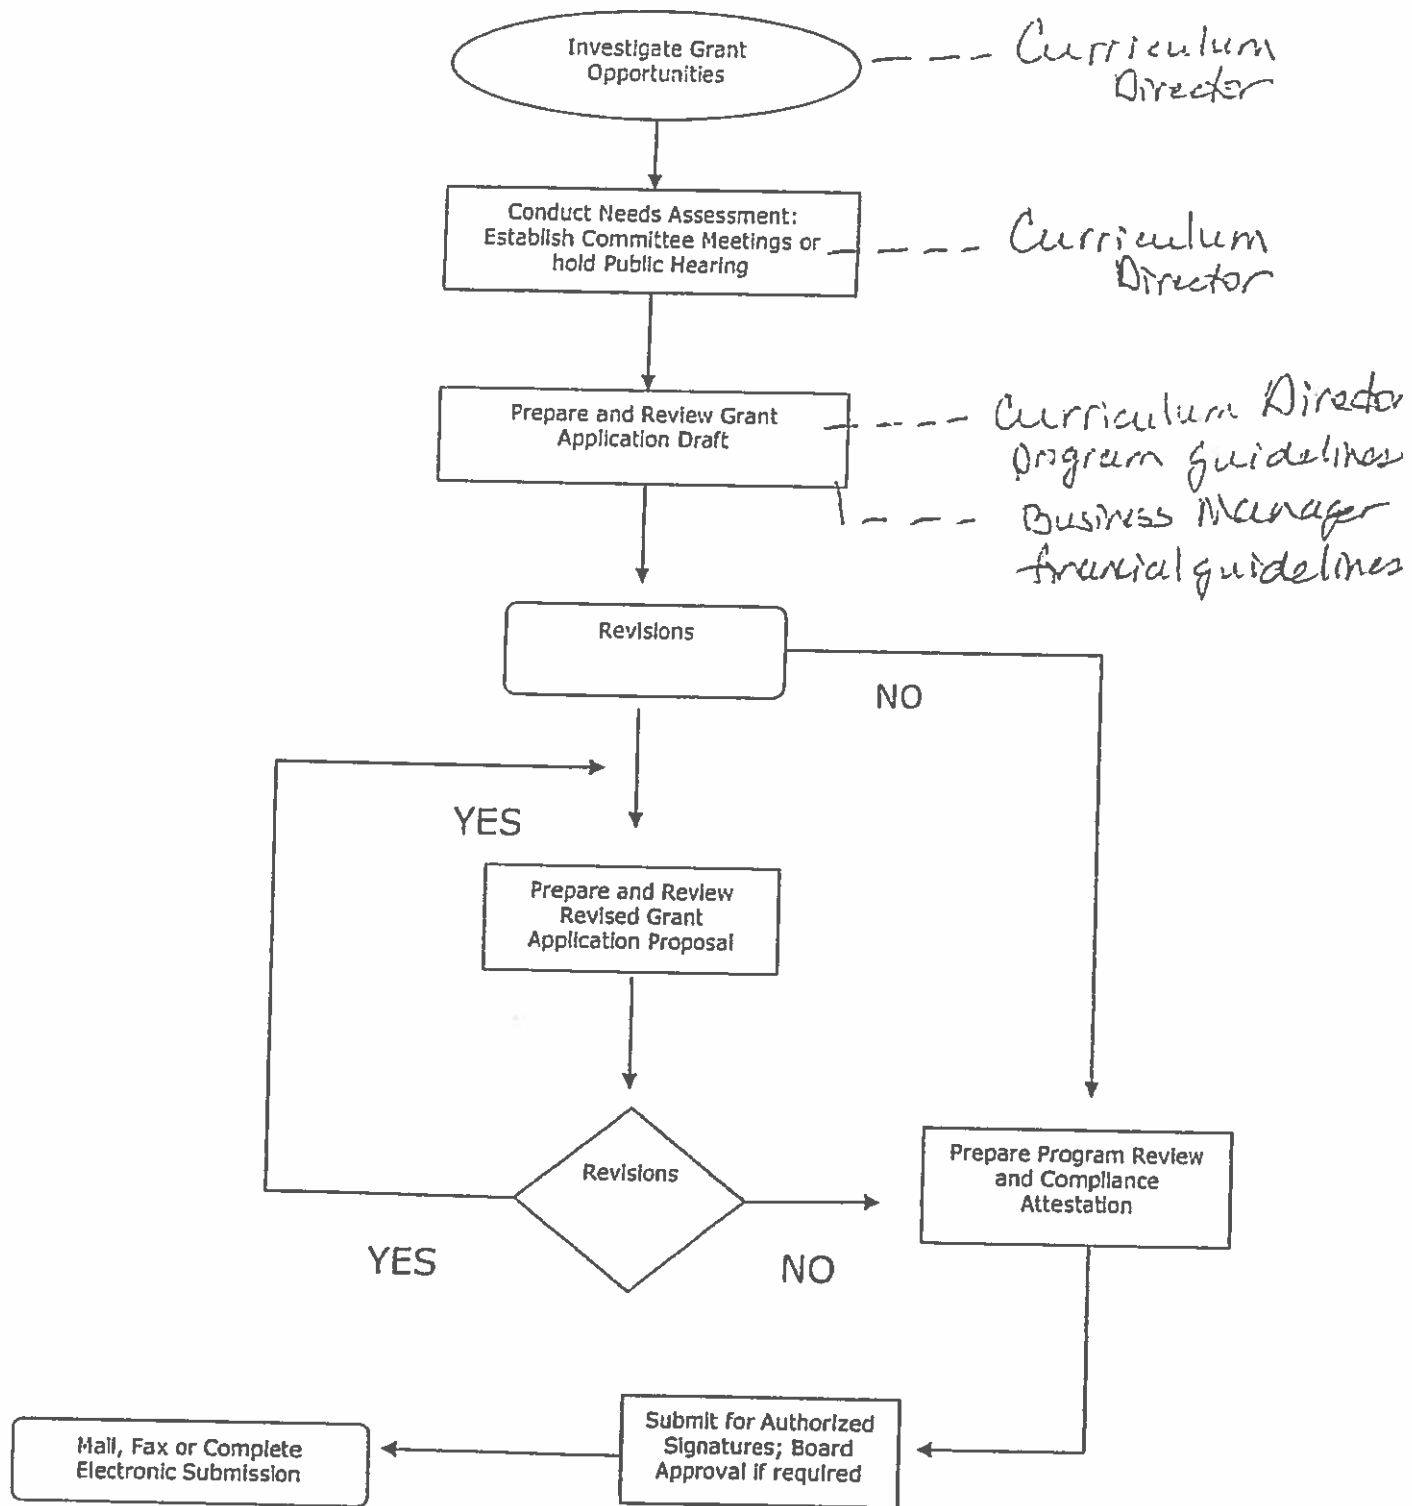 Investigate Grant
Opportunities
Curriculum
Director
Conduct Needs Assessment:
Establish Committee Meetings or
hold Public Hearing
Curriculum
Director
Prepare and Review Grant
Application Draft
Curriculum Director
program guidelines
Business Manager
financial guidelines
Revisions
NO
YES
Prepare and Review
Revised Grant
Application Proposal
Revisions
YES
NO
Prepare Program Review
and Compliance
Attestation
Submit for Authorized
Signatures; Board
Approval if required
Mail, Fax or Complete
Electronic Submission